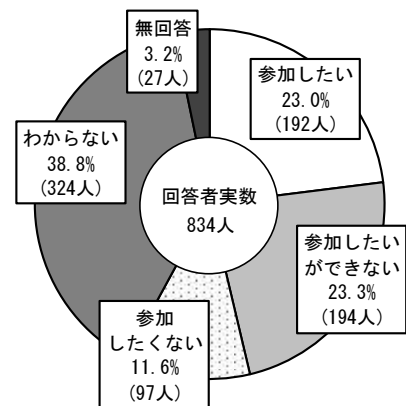 無回答
3.2%
(27人)
参加したい
23.0%
(192人)
わからない
38.8%
(324人)
回答者実数
834人
参加したい
ができない
23.3%
(194人)
参加
したくない
11.6%
(97人)